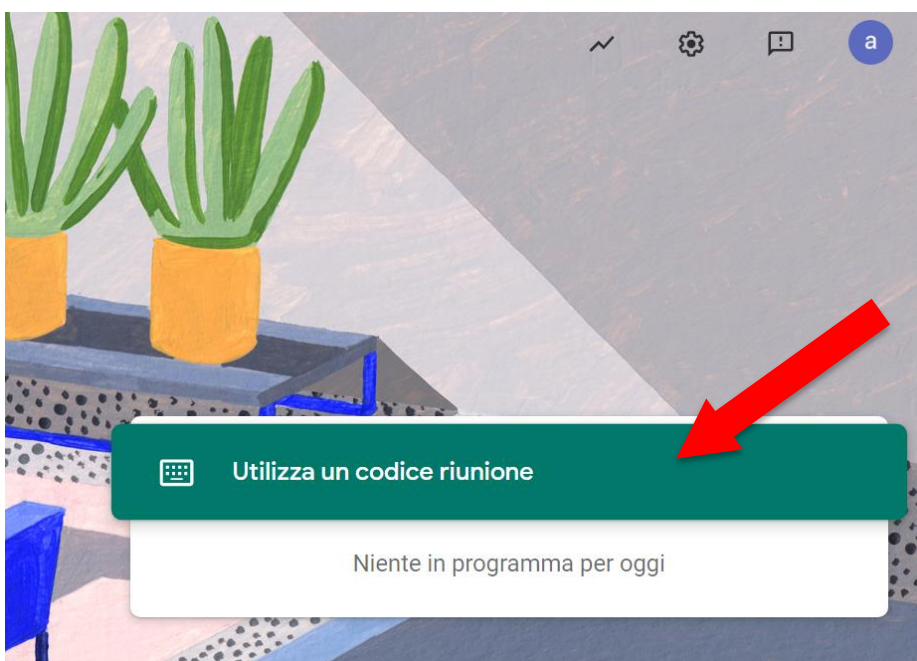 a
Utilizza un codice riunione
Niente in programma per oggi